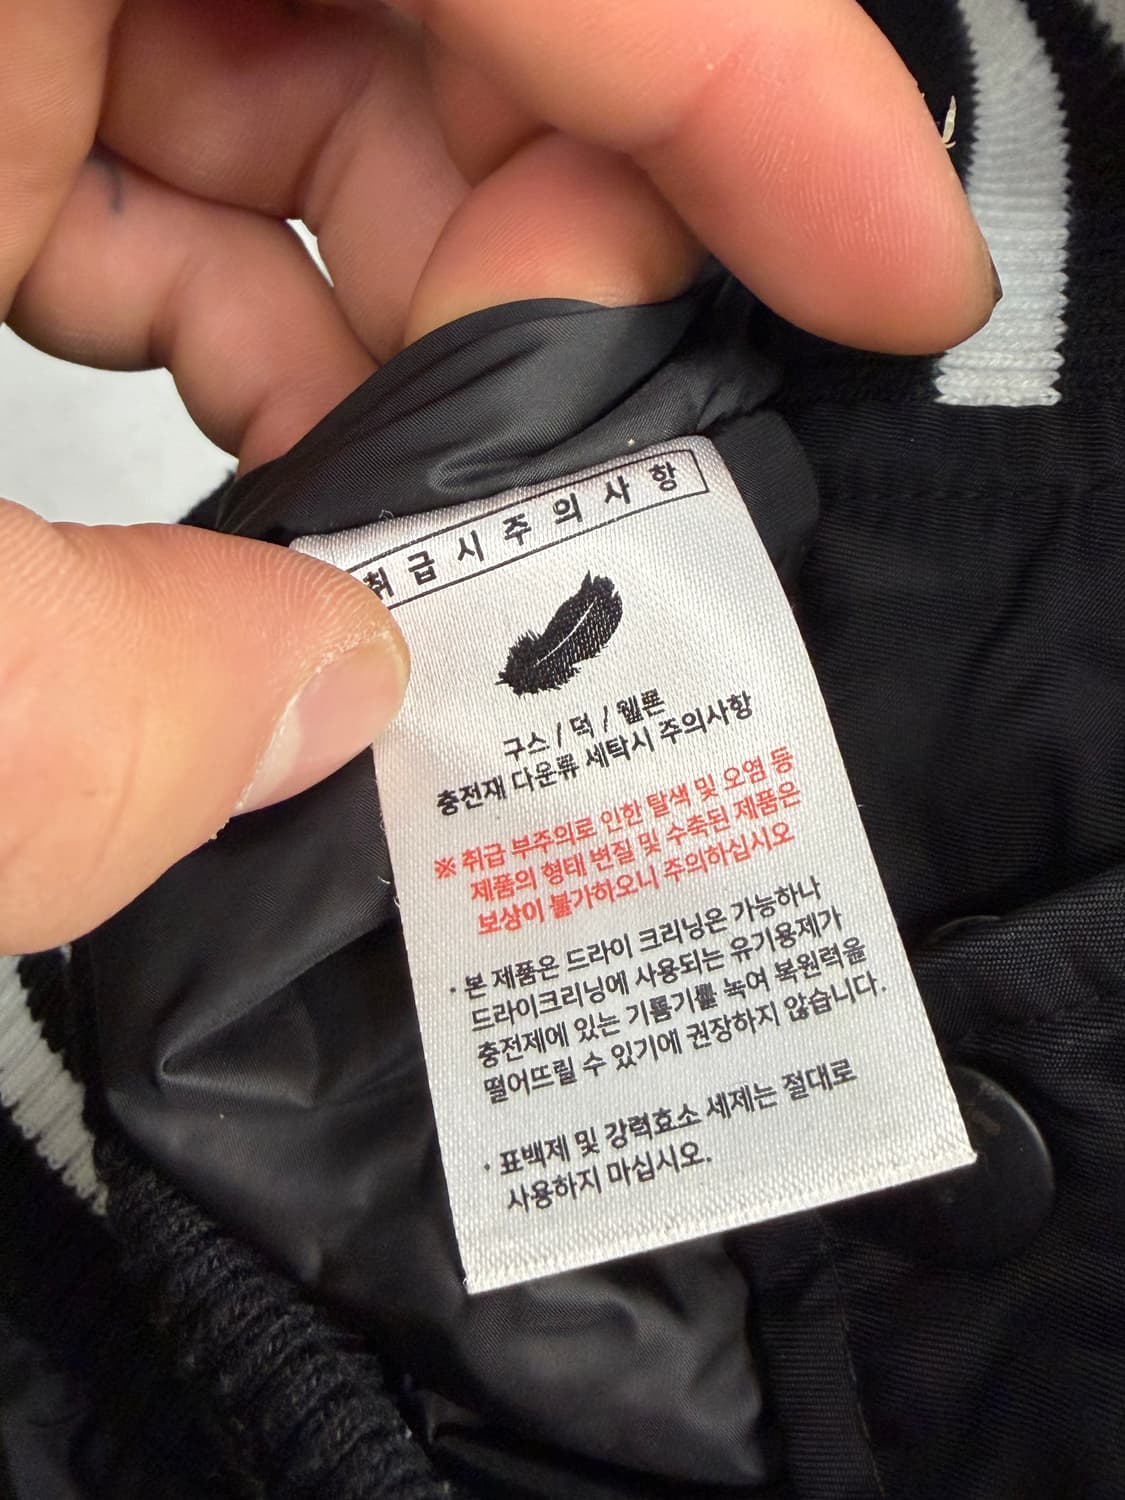 취급시주의사항
구스 / 덕 / 웰론
충전재 다운류 세탁시 주의사항
※ 취급 부주의로 인한 탈색 및 오염 등
제품의 형태 변질 및 수축된 제품은
보상이 불가하오니 주의하십시오
· 본 제품은 드라이 크리닝은 가능하나
드라이크리닝에 사용되는 유기용제가
충전제에 있는 기름기를 녹여 복원력을
떨어뜨릴 수 있기에 권장하지 않습니다.
· 표백제 및 강력효소 세제는 절대로
사용하지 마십시오.